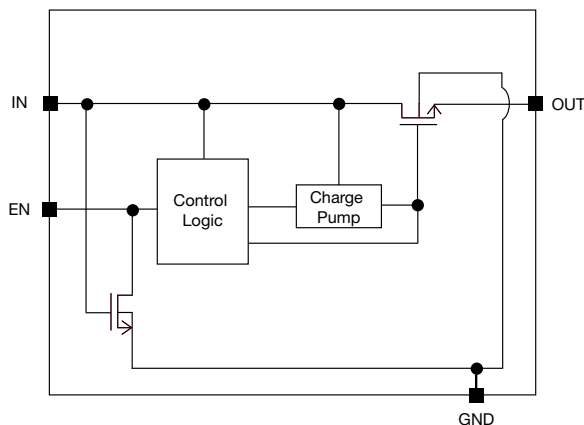 IN
OUT
EN
Control
Logic
Charge
Pump
GND